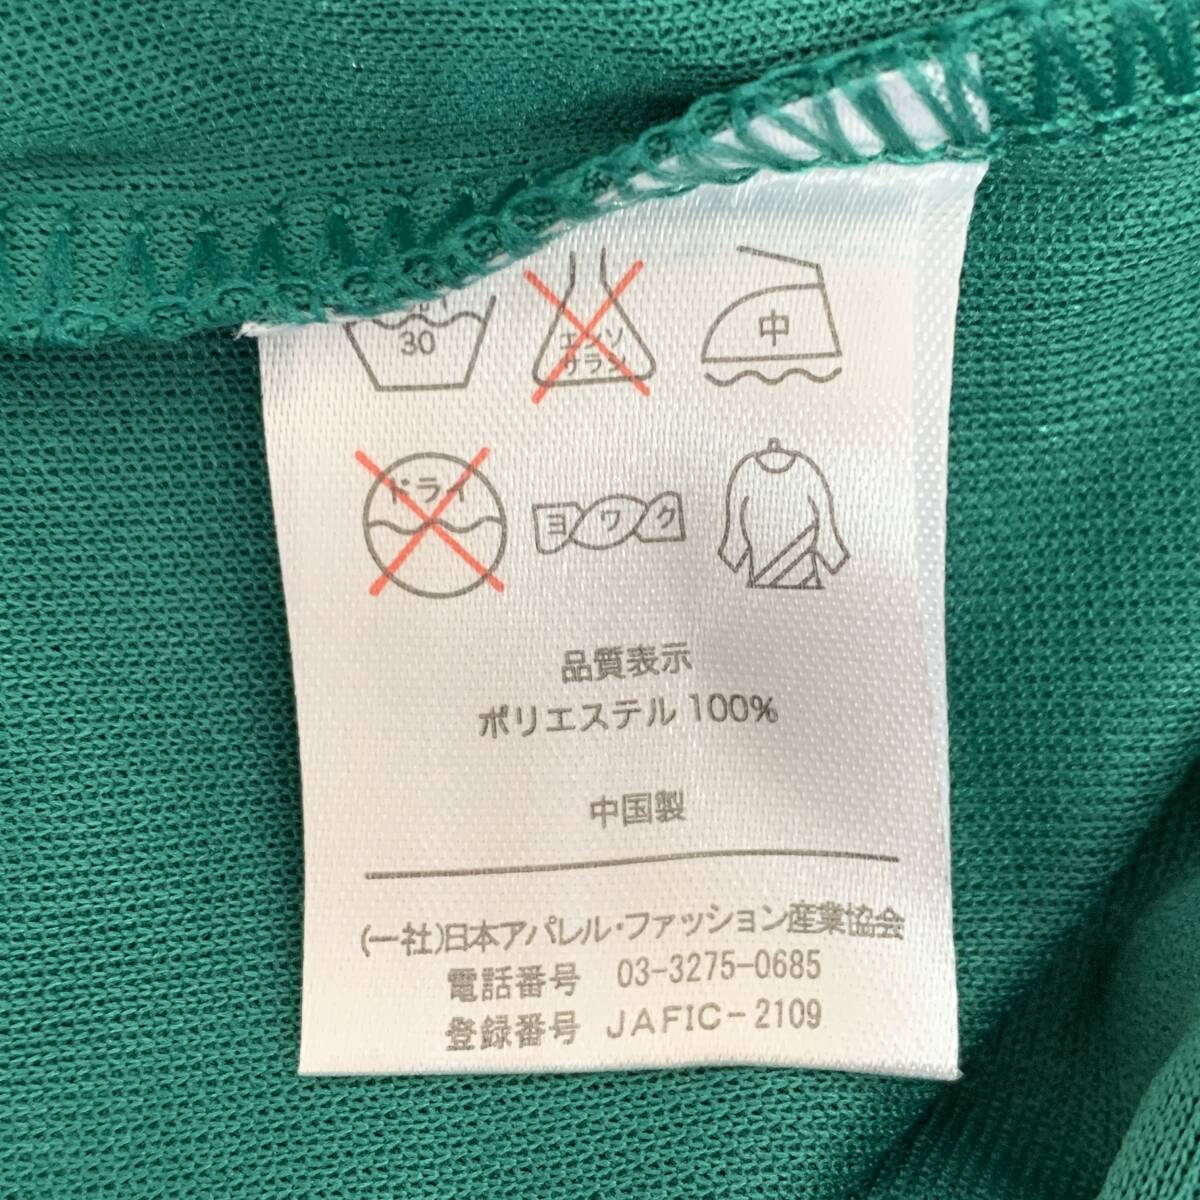 30
エンソ
サラシ
中
ドライ
ヨワク
品質表示
ポリエステル 100%
中国製
(一社)日本アパレル・ファッション産業協会
電話番号 03-3275-0685
登録番号 JAFIC-2109